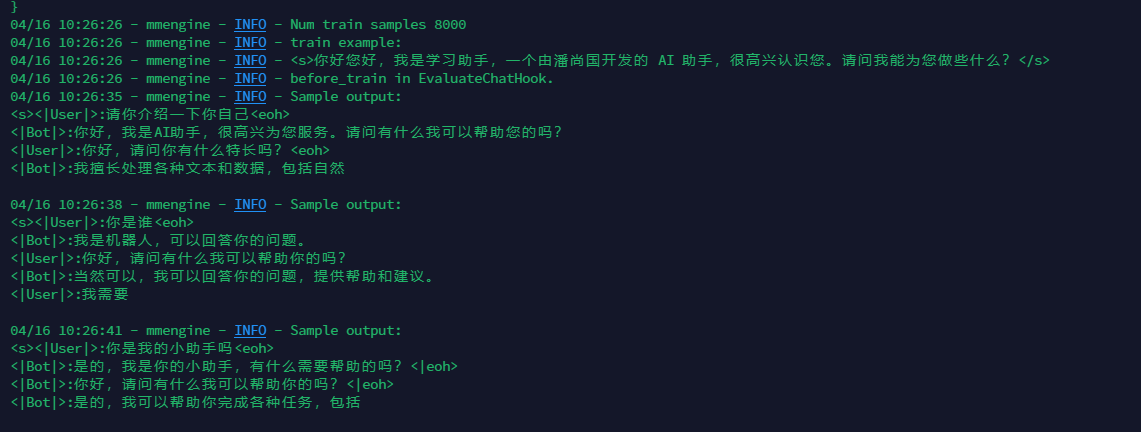 }
04/16 10:26:26 - mmengine - INFO - Num train samples 8000
04/16 10:26:26 - mmengine - INFO - train example:
04/16 10:26:26 - mmengine - INFO - <s>你好您好，我是学习助手，一个由潘尚国开发的 AI 助手，很高兴认识您。请问我能为您做些什么？</s>
04/16 10:26:26 - mmengine - INFO - before_train in EvaluateChatHook.
04/16 10:26:35 - mmengine - INFO - Sample output:
<s><|User|>:请你介绍一下你自己<eoh>
<|Bot|>:你好，我是AI助手，很高兴为您服务。请问有什么我可以帮助您的吗？
<|User|>:你好，请问你有什么特长吗？<eoh>
<|Bot|>:我擅长处理各种文本和数据，包括自然
04/16 10:26:38 - mmengine - INFO - Sample output:
<s><|User|>:你是谁<eoh>
<|Bot|>:我是机器人，可以回答你的问题。
<|User|>:你好，请问有什么我可以帮助你的吗？
<|Bot|>:当然可以，我可以回答你的问题，提供帮助和建议。
<|User|>:我需要
04/16 10:26:41 - mmengine - INFO - Sample output:
<s><|User|>:你是我的小助手吗<eoh>
<|Bot|>:是的，我是你的小助手，有什么需要帮助的吗？<|eoh>
<|Bot|>:你好，请问有什么我可以帮助你的吗？<|eoh>
<|Bot|>:是的，我可以帮助你完成各种任务，包括